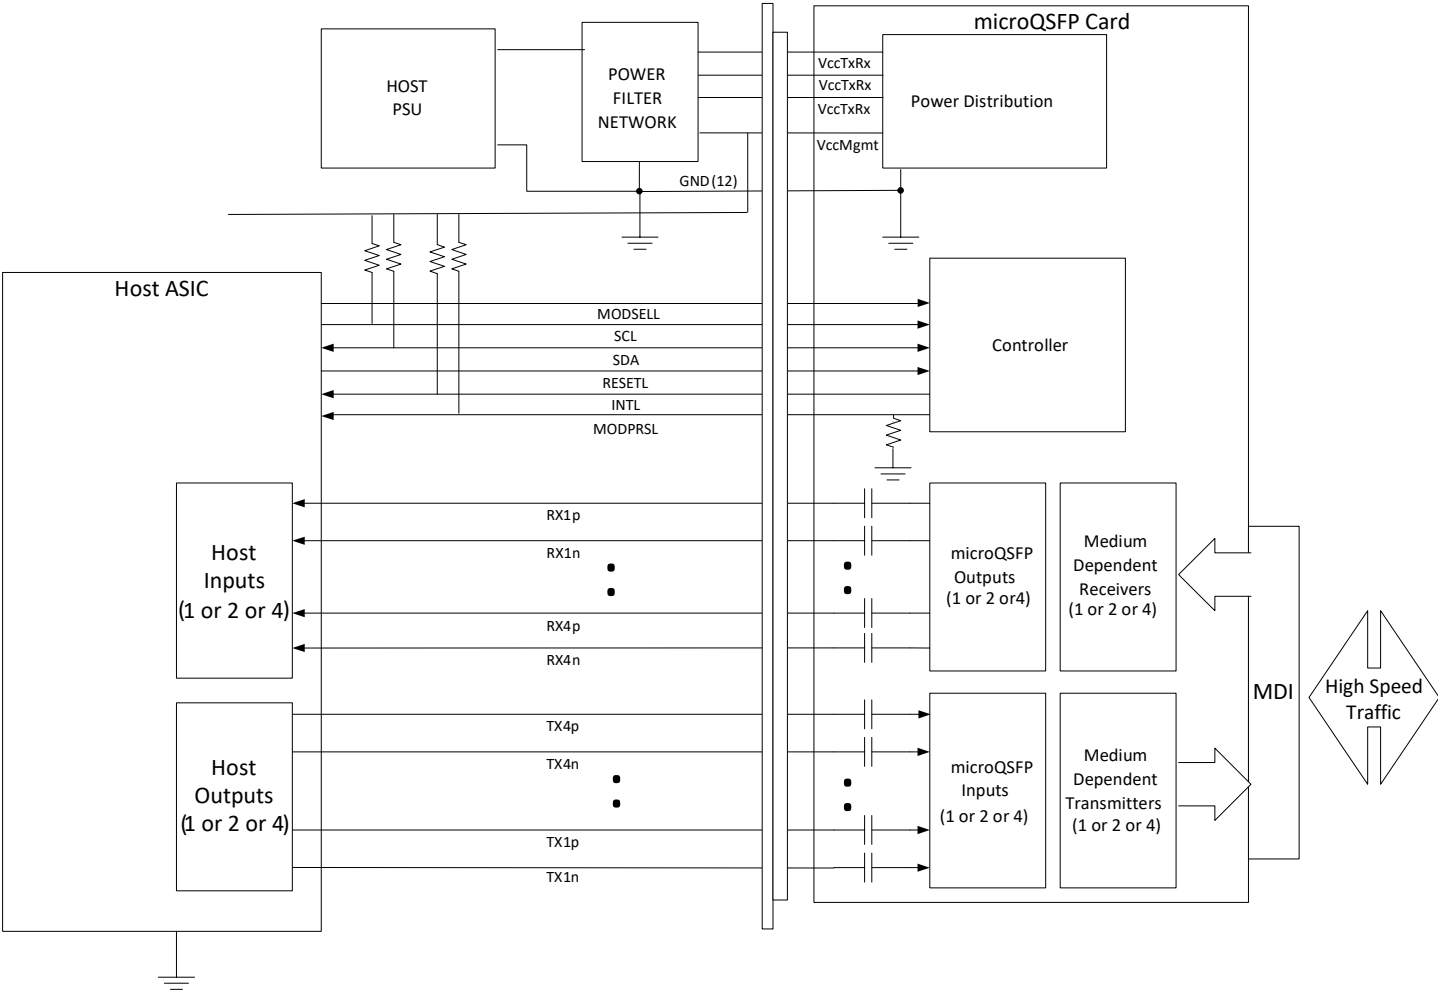 microQSFP Card
HOST
PSU
POWER
FILTER
NETWORK
VccTxRx
VccTxRx
VccTxRx
VccMgmt
Power Distribution
GND (12)
Host ASIC
MODSELL
SCL
SDA
RESETL
INTL
MODPRSL
Controller
Host
Inputs
(1 or 2 or 4)
RX1p
RX1n
RX4p
RX4n
microQSFP
Outputs
(1 or 2 or4)
Medium
Dependent
Receivers
(1 or 2 or 4)
MDI
High Speed
Traffic
Host
Outputs
(1 or 2 or 4)
TX4p
TX4n
TX1p
TX1n
microQSFP
Inputs
(1 or 2 or 4)
Medium
Dependent
Transmitters
(1 or 2 or 4)